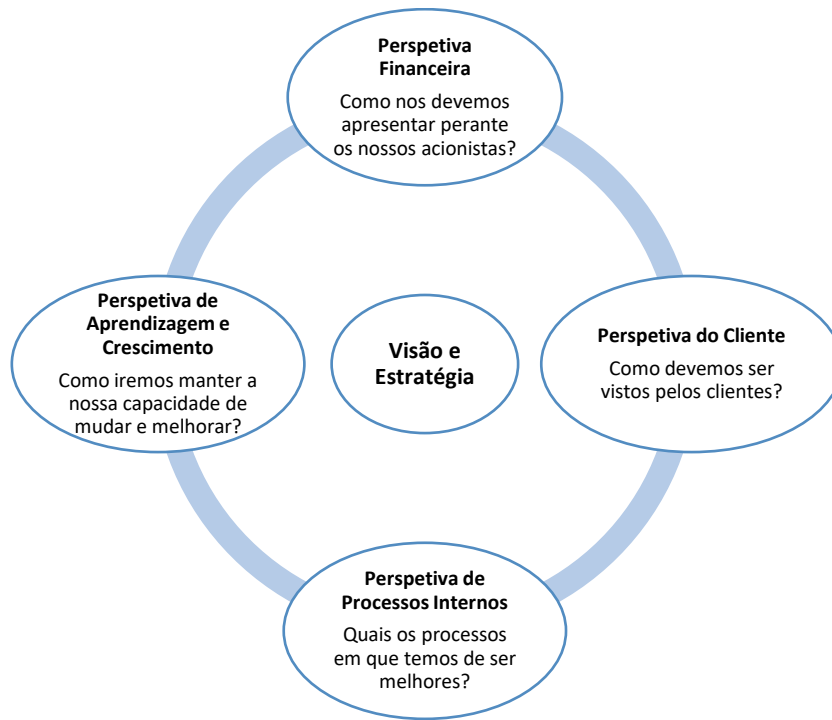 Perspetiva
Financeira
Como nos devemos
apresentar perante
os nossos acionistas?
Perspetiva de
Aprendizagem e
Crescimento
Como iremos manter a
nossa capacidade de
mudar e melhorar?
Visão e
Estratégia
Perspetiva do Cliente
Como devemos ser
vistos pelos clientes?
Perspetiva de
Processos Internos
Quais os processos
em que temos de ser
melhores?